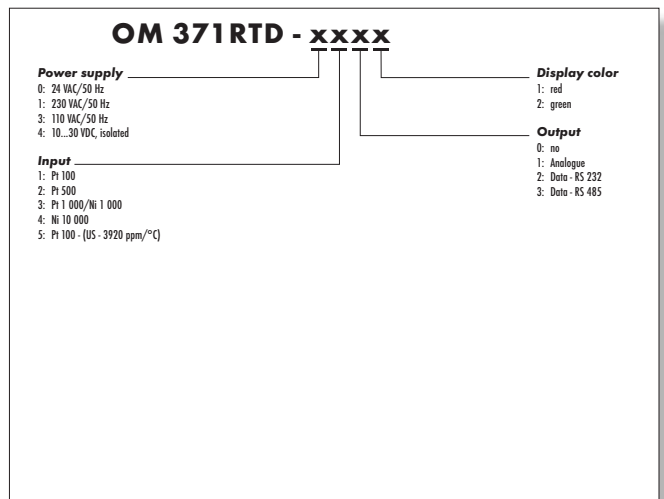 OM 371RTD - xxxx
Power supply
0: 24 VAC/50 Hz
1: 230 VAC/50 Hz
3: 110 VAC/50 Hz
4: 10...30 VDC, isolated
Input
1: Pt 100
2: Pt 500
3: Pt 1 000/Ni 1 000
4: Ni 10 000
5: Pt 100 - (US - 3920 ppm/°C)
Display color
1: red
2: green
Output
0: no
1: Analogue
2: Data - RS 232
3: Data - RS 485